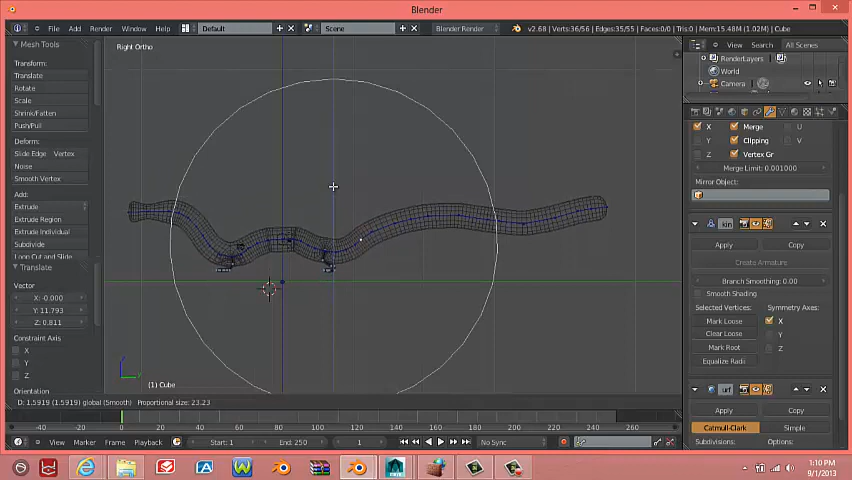 Blender
File Add Render Window Help Default Scene Blender Render v2.68 | Verts:36/56 | Edges:35/55 | Faces:0/0 | Tris:0 | Mem:15.48M (1.02M) | Cube
Mesh Tools
Transform:
Translate
Rotate
Scale
Shrink/Fatten
Push/Pull
Deform:
Slide Edge Vertex
Noise
Smooth Vertex
Add:
Extrude
Extrude Region
Extrude Individual
Subdivide
Loop Cut and Slide
Translate
Vector
X: -0.000
Y: 11.793
Z: 0.811
Constraint Axis
X
Y
Z
Orientation
Right Ortho
(1) Cube
View Search All Scenes
RenderLayers
World
Camera
X Merge U
Y Clipping V
Z Vertex Gr
Merge Limit: 0.001000
Mirror Object:
kin
Apply Copy
Create Armature
Branch Smoothing: 0.00
Smooth Shading
Selected Vertices: Symmetry Axes:
Mark Loose X
Clear Loose Y
Mark Root Z
Equalize Radi
urf
Apply Copy
Catmull-Clark Simple
Subdivisions: Options:
D: 1.5919 (1.5919) global (Smooth) Proportional size: 23.23
0 20 40 60 80 100 120 140 160 180 200 220 240 260
View Marker Frame Playback Start: 1 End: 250 1 No Sync
1:10 PM
9/1/2013